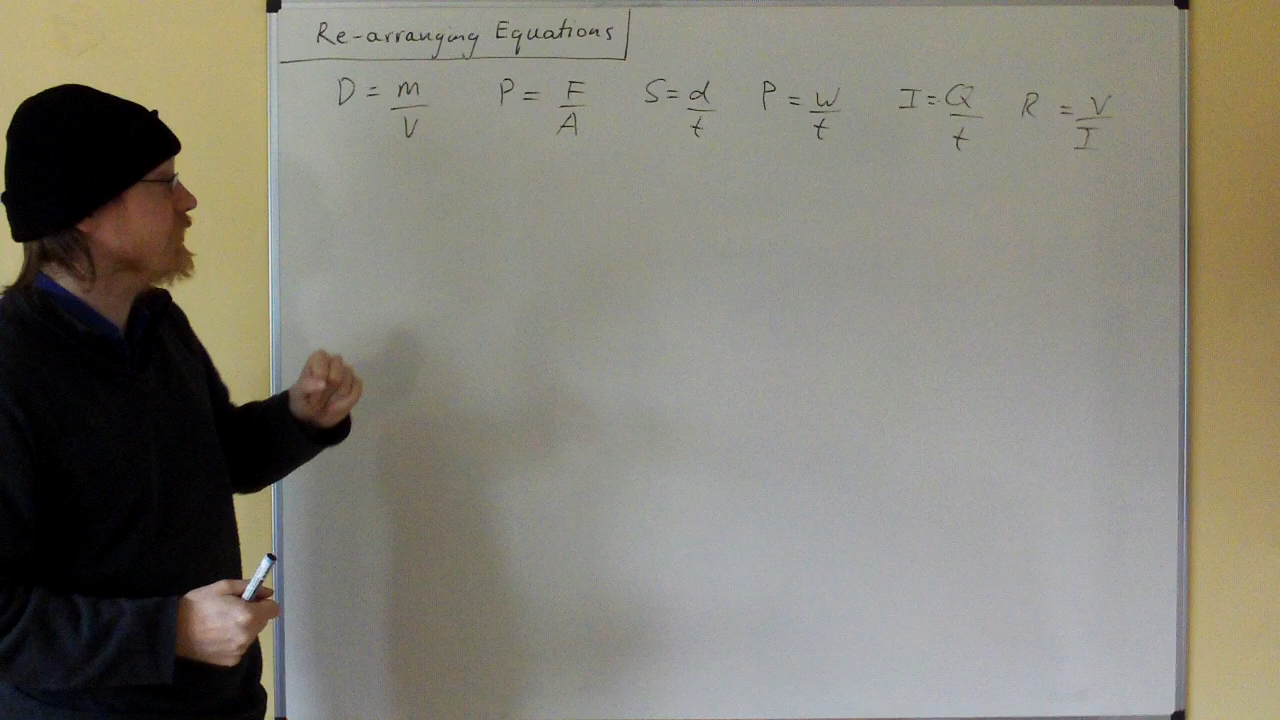 Re-arranging Equations
D = m/V P = F/A S = d/t P = W/t I = Q/t R = V/I